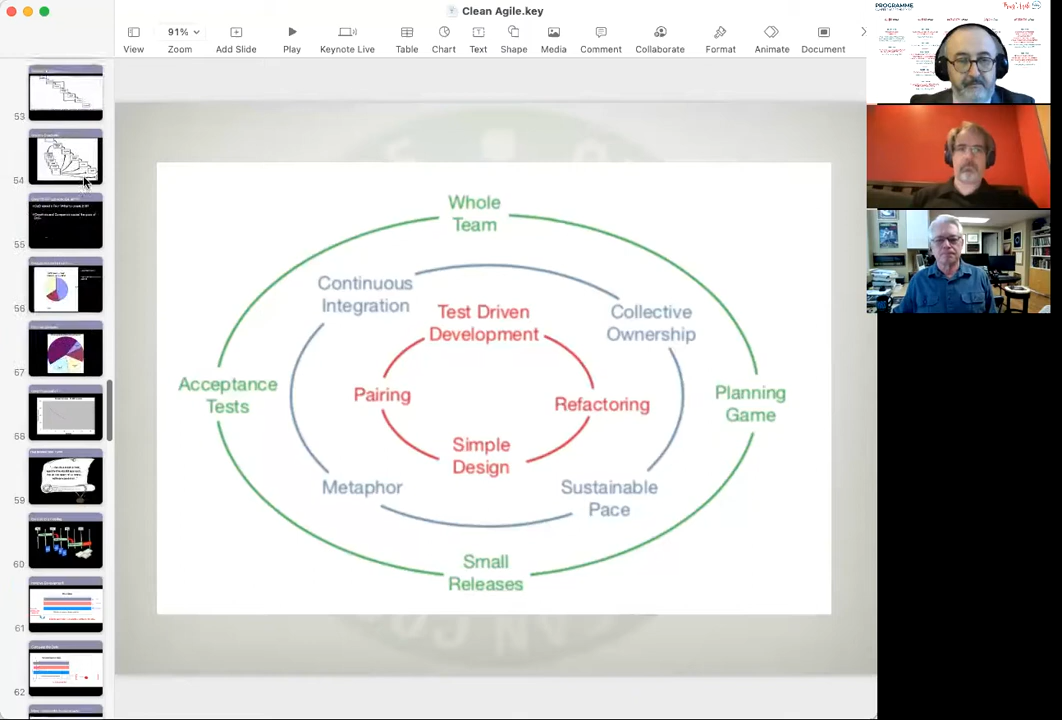 Clean Agile.key
91%
View
Zoom
Add Slide
Play
Keynote Live
Table
Chart
Text
Shape
Media
Comment
Collaborate
Format
Animate
Document
PROGRAMME
53
54
55
56
67
58
59
60
61
62
Whole
Team
Continuous
Integration
Test Driven
Development
Collective
Ownership
Acceptance
Tests
Pairing
Refactoring
Planning
Game
Simple
Design
Metaphor
Sustainable
Pace
Small
Releases